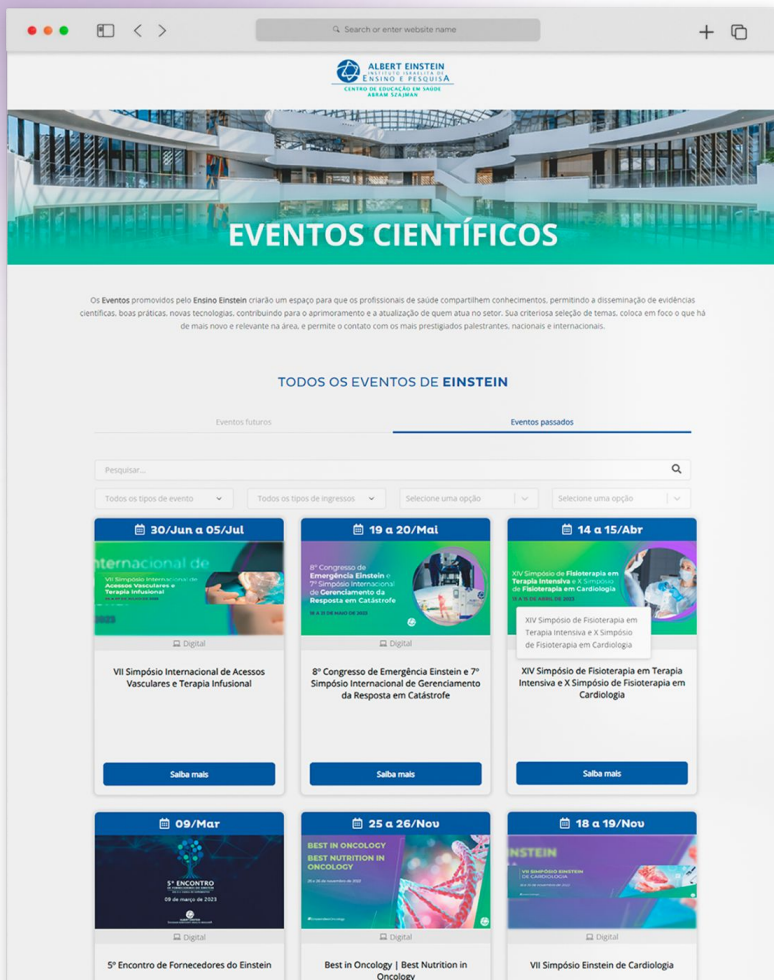 Search or enter website name
ALBERT EINSTEIN
INSTITUTO ISRAELITA DE
ENSINO E PESQUISA
CENTRO DE EDUCAÇÃO EM SAÚDE
ABRAM SZAJMAN
EVENTOS CIENTÍFICOS
Os Eventos promovidos pelo Ensino Einstein criarão um espaço para que os profissionais de saúde compartilhem conhecimentos, permitindo a disseminação de evidências
científicas, boas práticas, novas tecnologias, contribuindo para o aprimoramento e a atualização de quem atua no setor. Sua criteriosa seleção de temas, coloca em foco o que há
de mais novo e relevante na área, e permite o contato com os mais prestigiados palestrantes, nacionais e internacionais.
TODOS OS EVENTOS DE EINSTEIN
Eventos futuros
Eventos passados
Pesquisar...
Todos os tipos de evento
Todos os tipos de ingressos
Selecione uma opção
Selecione uma opção
30/Jun a 05/Jul
ternacional de
VII Simpósio Internacional de
Acessos Vasculares e
Terapia Infusional
2023
Digital
VII Simpósio Internacional de Acessos
Vasculares e Terapia Infusional
Saiba mais
19 a 20/Mai
8º Congresso de
Emergência Einstein e
7º Simpósio Internacional
de Gerenciamento da
Resposta em Catástrofe
Digital
8º Congresso de Emergência Einstein e 7º
Simpósio Internacional de Gerenciamento
da Resposta em Catástrofe
Saiba mais
14 a 15/Abr
XIV Simpósio de Fisioterapia em
Terapia Intensiva e X Simpósio
de Fisioterapia em Cardiologia
XIV Simpósio de Fisioterapia em
Terapia Intensiva e X Simpósio
de Fisioterapia em Cardiologia
XIV Simpósio de Fisioterapia em Terapia
Intensiva e X Simpósio de Fisioterapia em
Cardiologia
Saiba mais
09/Mar
5º ENCONTRO
DE FORNECEDORES DO EINSTEIN
09 de março de 2023
Digital
5º Encontro de Fornecedores do Einstein
25 a 26/Nov
BEST IN ONCOLOGY
BEST NUTRITION IN
ONCOLOGY
Digital
Best in Oncology | Best Nutrition in
Oncology
18 a 19/Nov
NSTEIN
VII SIMPÓSIO EINSTEIN
DE CARDIOLOGIA
Digital
VII Simpósio Einstein de Cardiologia